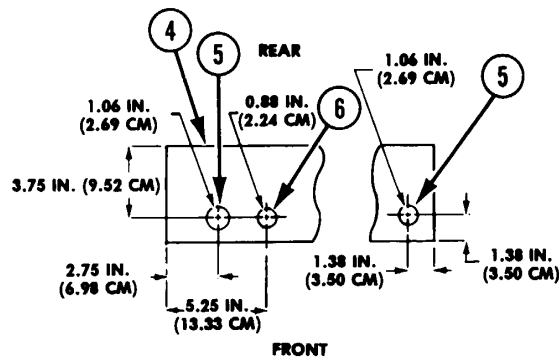 4
5
REAR
1.06 IN.
(2.69 CM)
0.88 IN.
(2.24 CM)
6
1.06 IN.
(2.69 CM)
5
3.75 IN. (9.52 CM)
2.75 IN.
(6.98 CM)
5.25 IN.
(13.33 CM)
1.38 IN.
(3.50 CM)
1.38 IN.
(3.50 CM)
FRONT